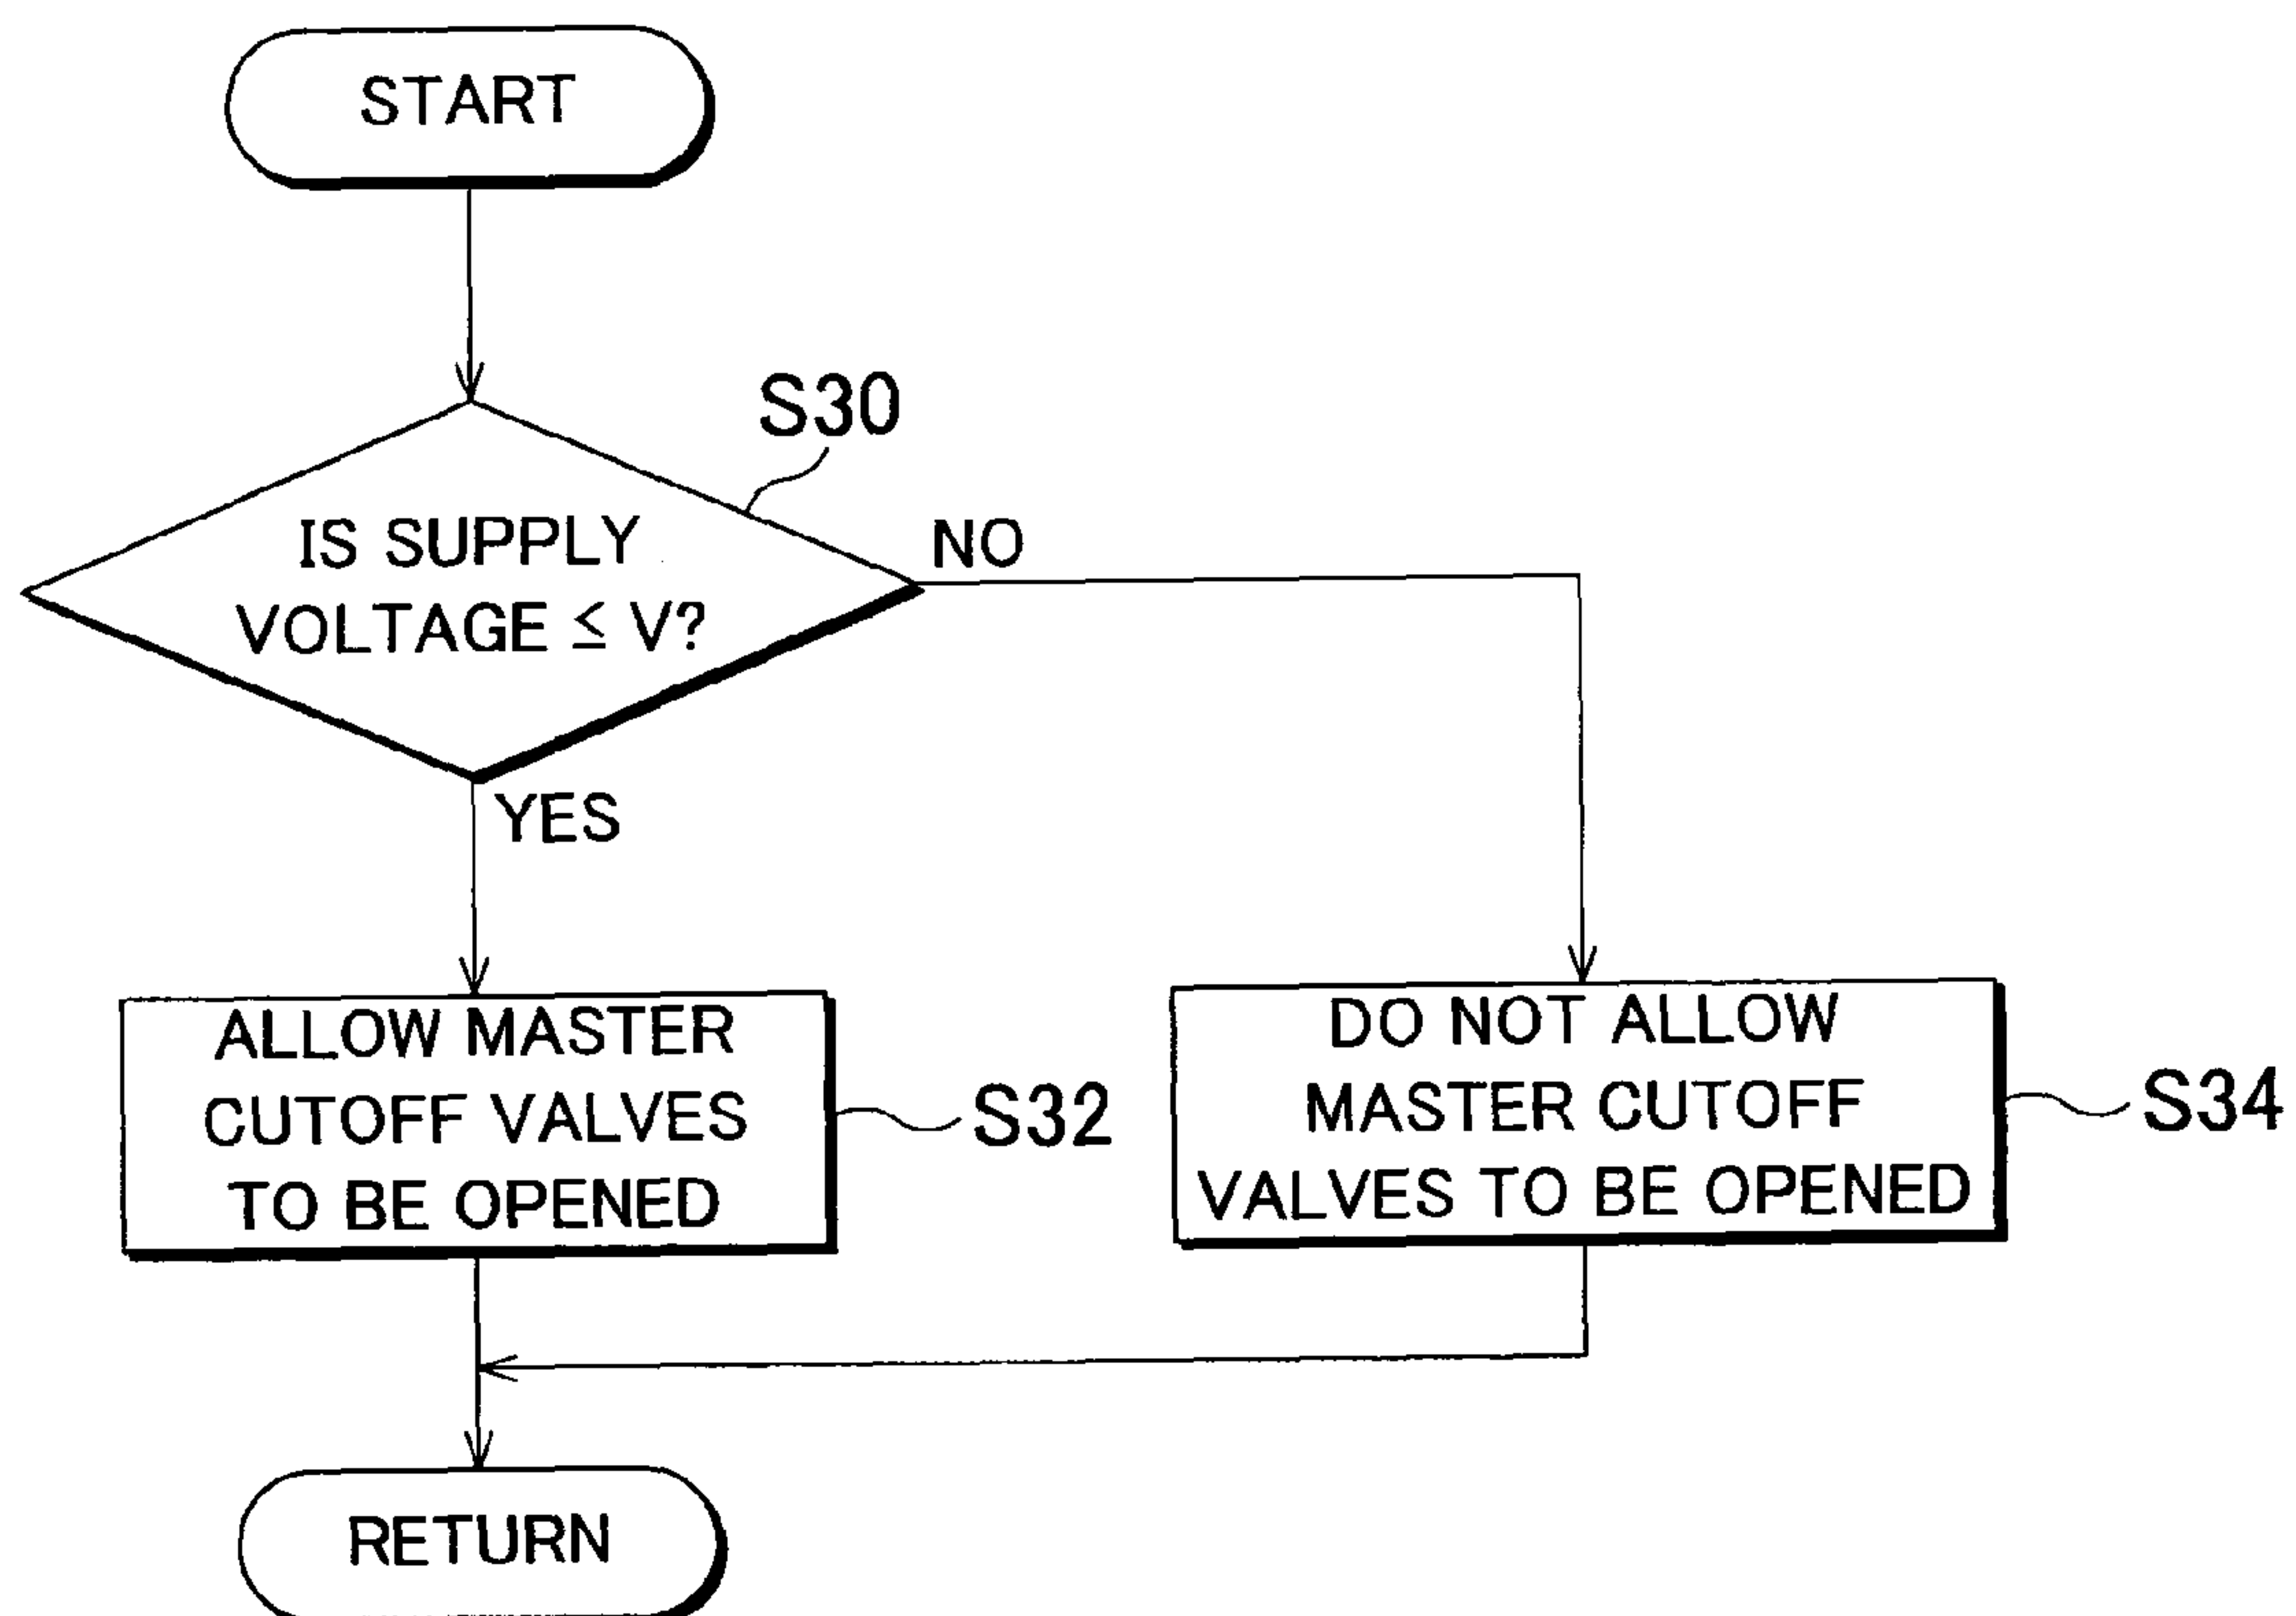 START
S30
IS SUPPLY
VOLTAGE ≤ V?
NO
YES
ALLOW MASTER
CUTOFF VALVES
TO BE OPENED
S32
DO NOT ALLOW
MASTER CUTOFF
VALVES TO BE OPENED
S34
RETURN